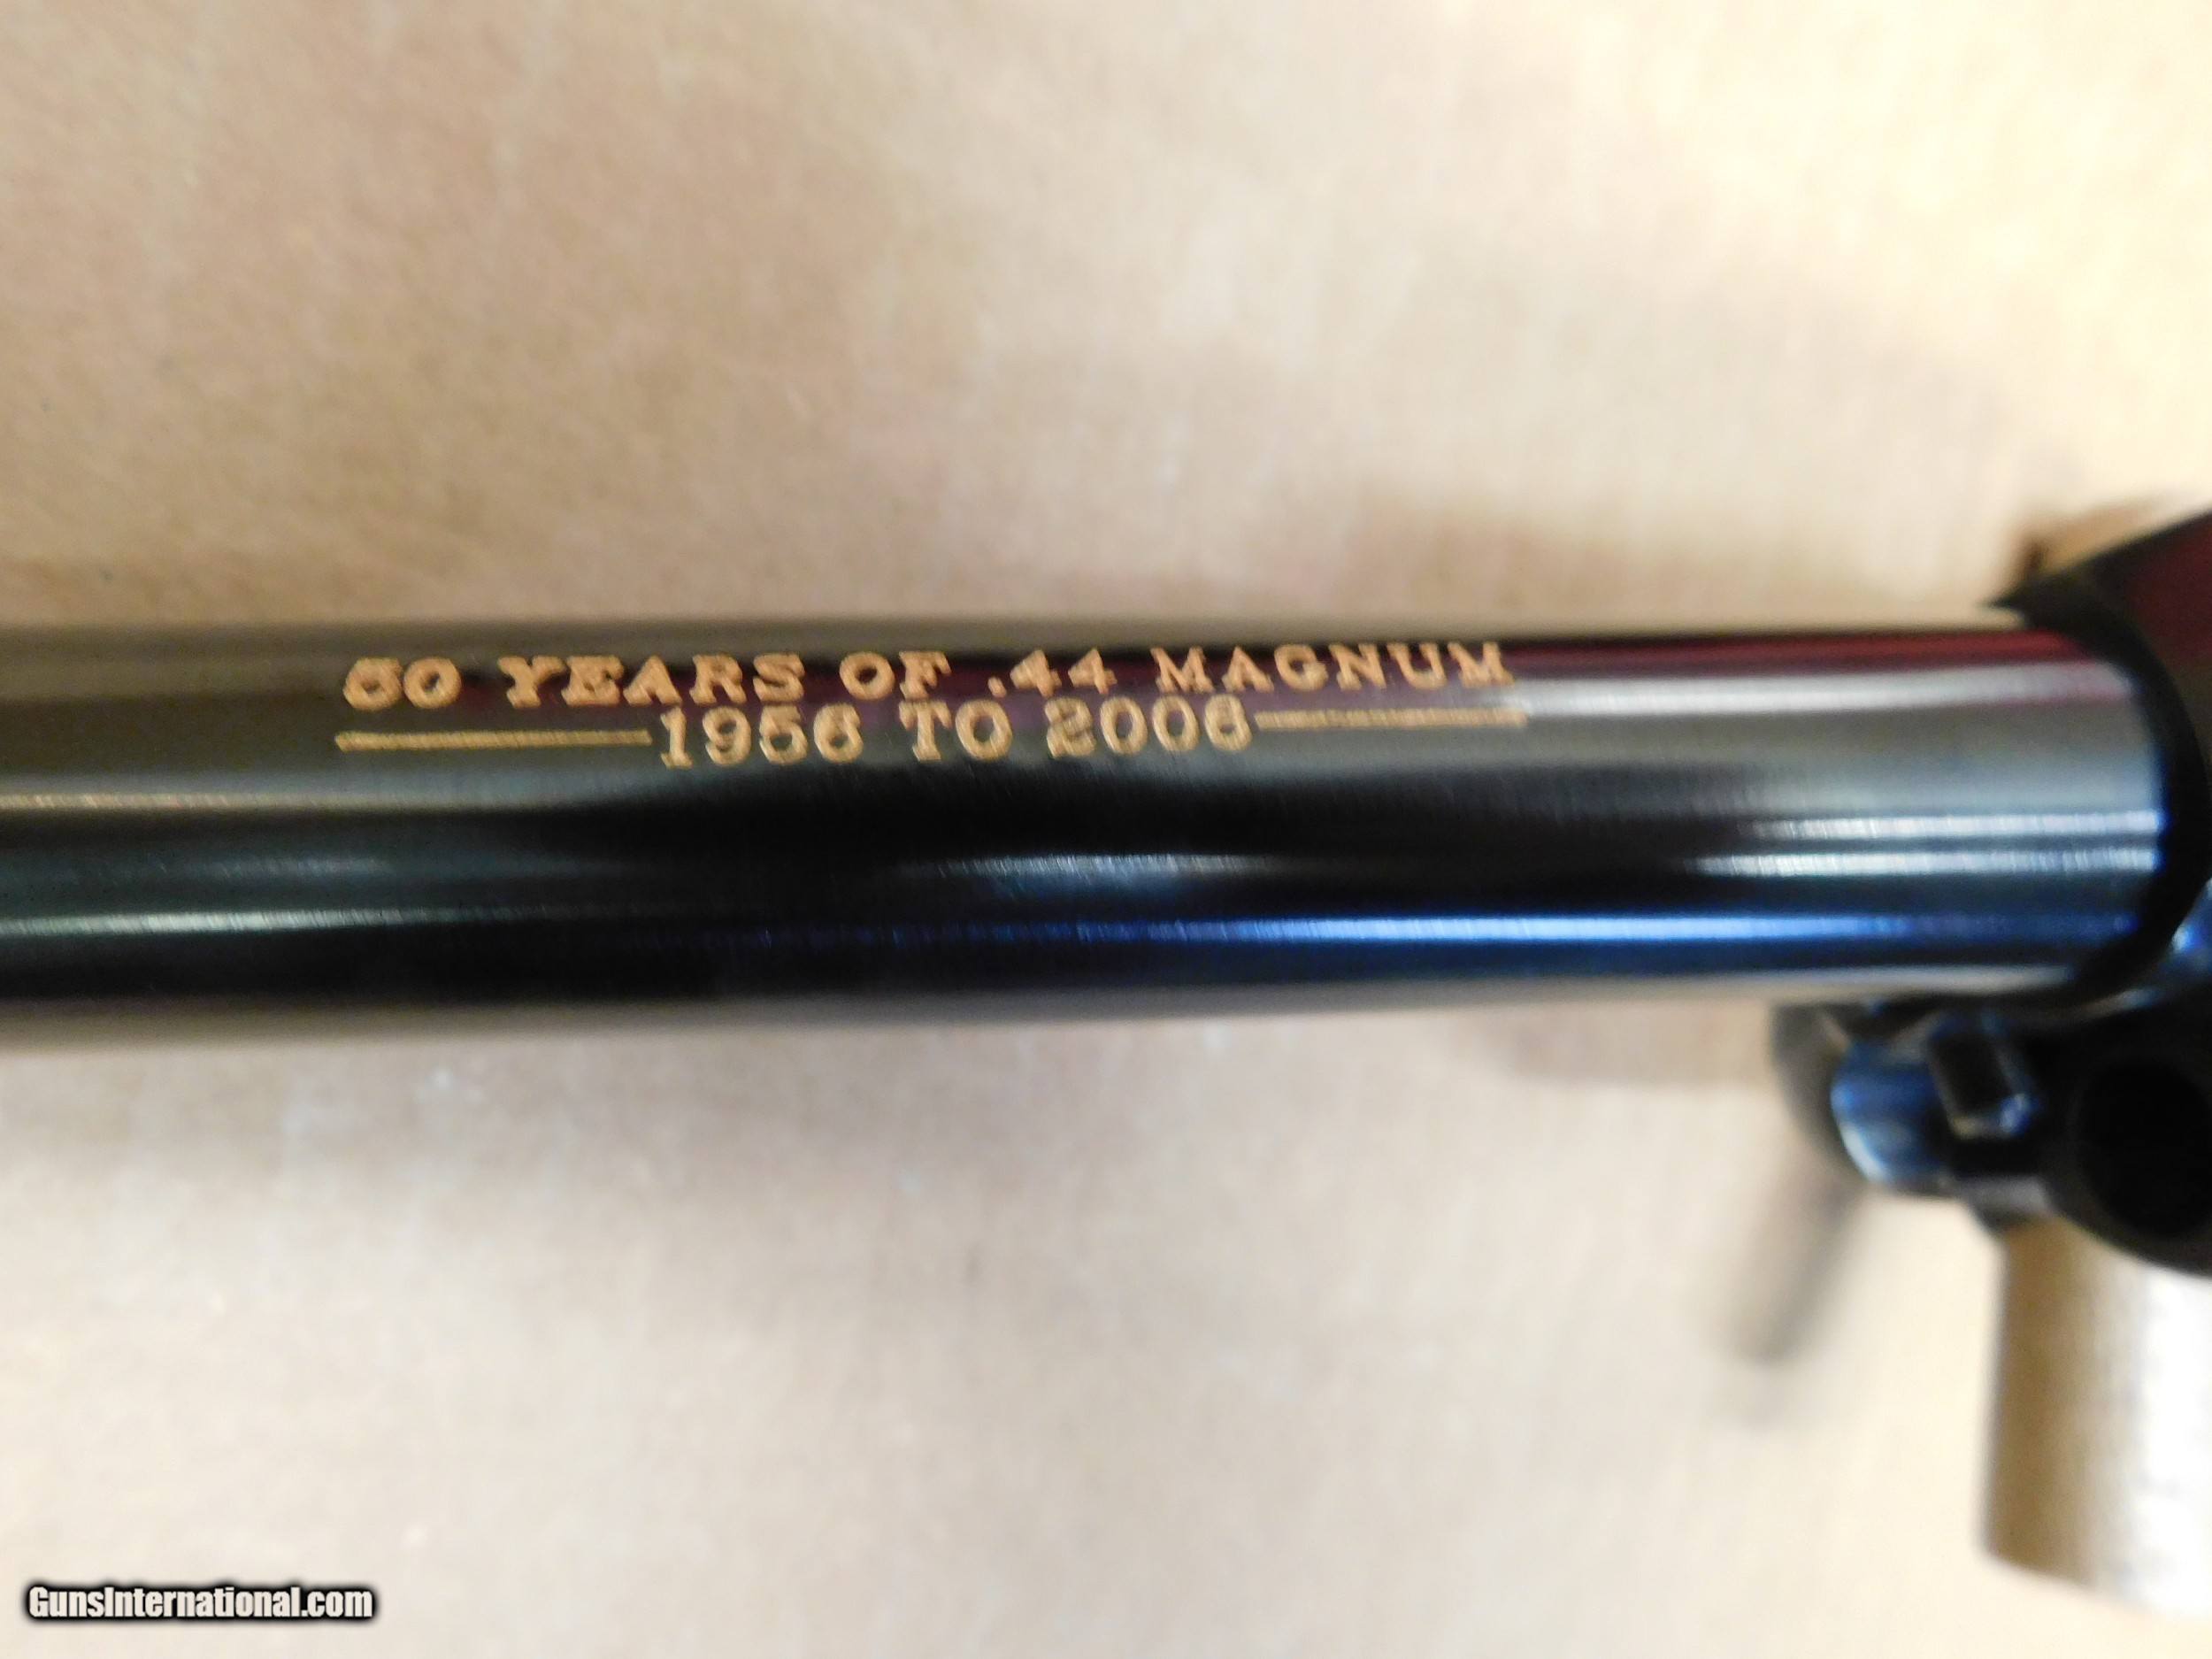 50 YEARS OF .44 MAGNUM
1956 TO 2006
GunsInternational.com